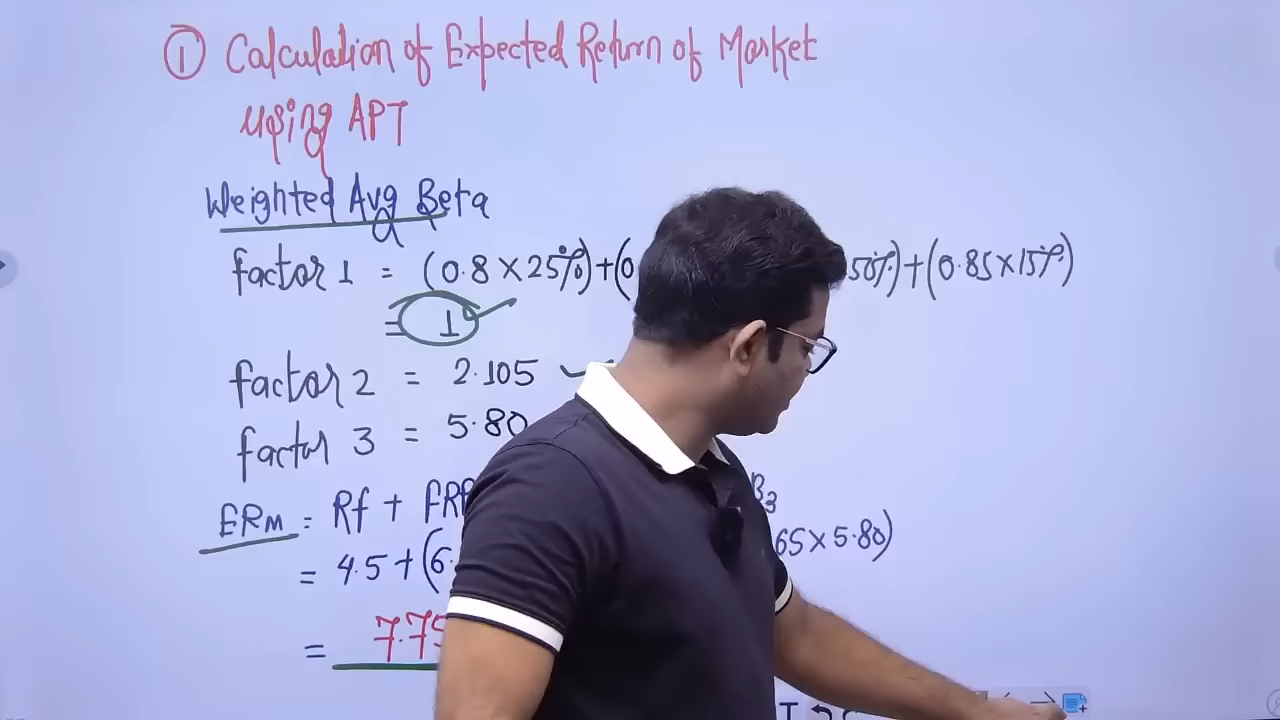 ① Calculation of Expected Return of Market
using APT
Weighted Avg Beta
factor 1 = (0.8 × 25%) + (0 50%) + (0.85 × 15%)
= 1
factor 2 = 2.105
factor 3 = 5.80
ERM = Rf + FRP B3
= 4.5 + (6. 65 × 5.80)
= 7.75